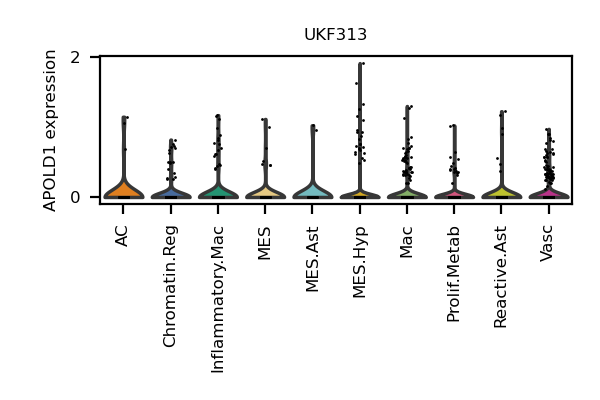 UKF313
APOLD1 expression
2
0
AC
Chromatin.Reg
Inflammatory.Mac
MES
MES.Ast
MES.Hyp
Mac
Prolif.Metab
Reactive.Ast
Vasc